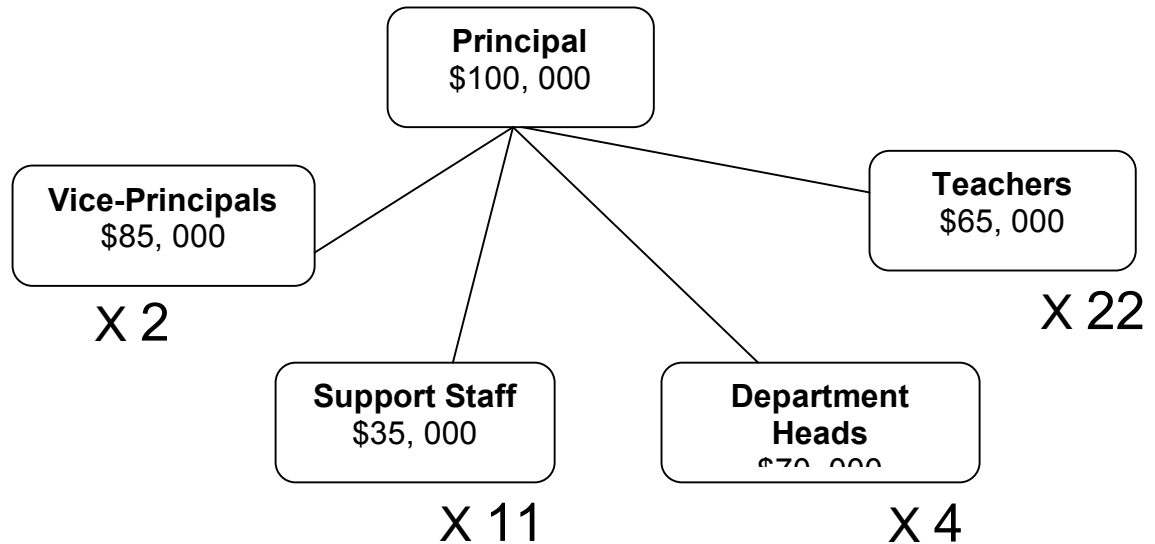 Principal
$100, 000
Vice-Principals
$85, 000
X 2
Teachers
$65, 000
X 22
Support Staff
$35, 000
X 11
Department
Heads
X 4